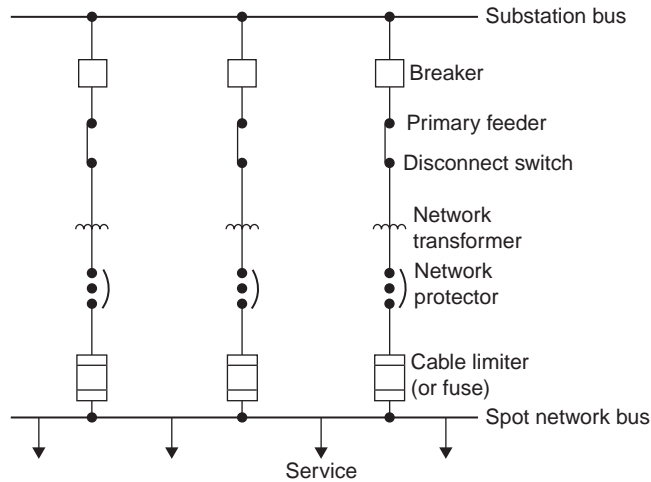 Substation bus
Breaker
Primary feeder
Disconnect switch
Network
transformer
Network
protector
Cable limiter
(or fuse)
Spot network bus
Service